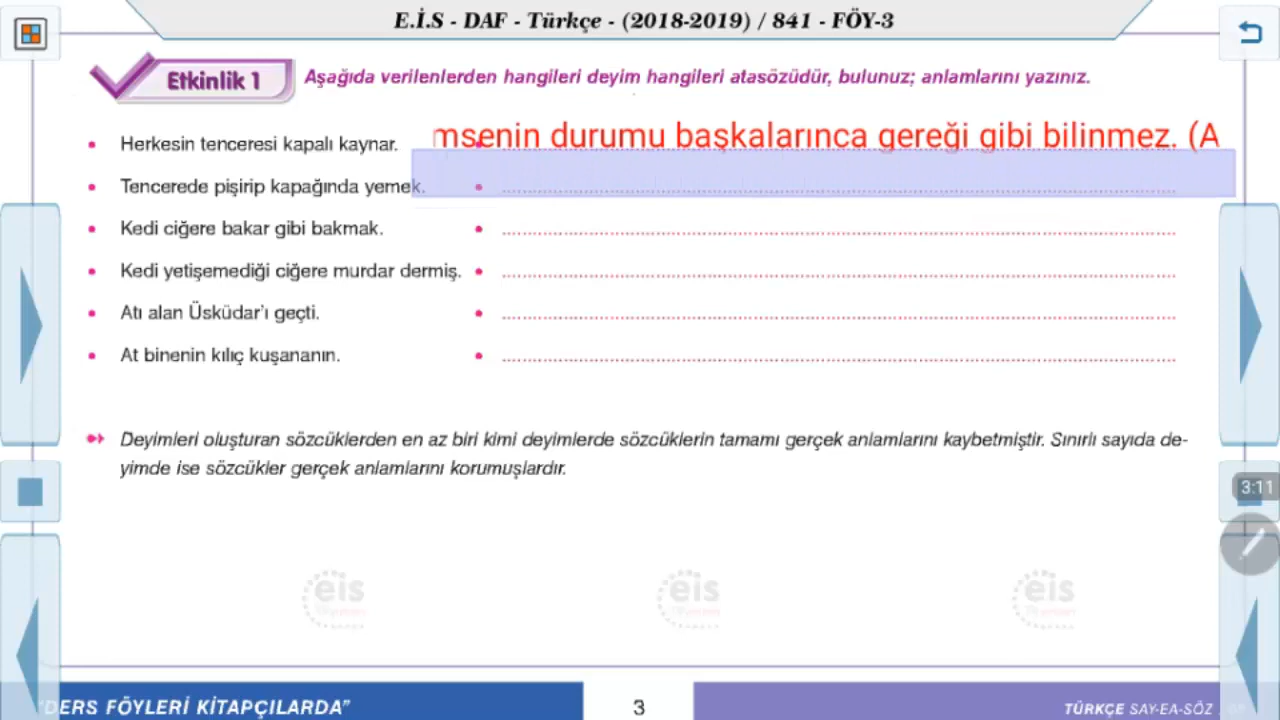 E.İ.S - DAF - Türkçe - (2018-2019) / 841 - FÖY-3
Etkinlik 1
Aşağıda verilenlerden hangileri deyim hangileri atasözüdür, bulunuz; anlamlarını yazınız.
• Herkesin tenceresi kapalı kaynar.
msenin durumu başkalarınca gereği gibi bilinmez. (A
• Tencerede pişirip kapağında yemek.
• Kedi ciğere bakar gibi bakmak.
• Kedi yetişemediği ciğere murdar dermiş.
• Atı alan Üsküdar’ı geçti.
• At binenin kılıç kuşananın.
Deyimleri oluşturan sözcüklerden en az biri kimi deyimlerde sözcüklerin tamamı gerçek anlamlarını kaybetmiştir. Sınırlı sayıda de-
yimde ise sözcükler gerçek anlamlarını korumuşlardır.
3:11
eis
eis
eis
"DERS FÖYLERİ KİTAPÇILARDA"
3
TÜRKÇE SAY-EA-SÖZ